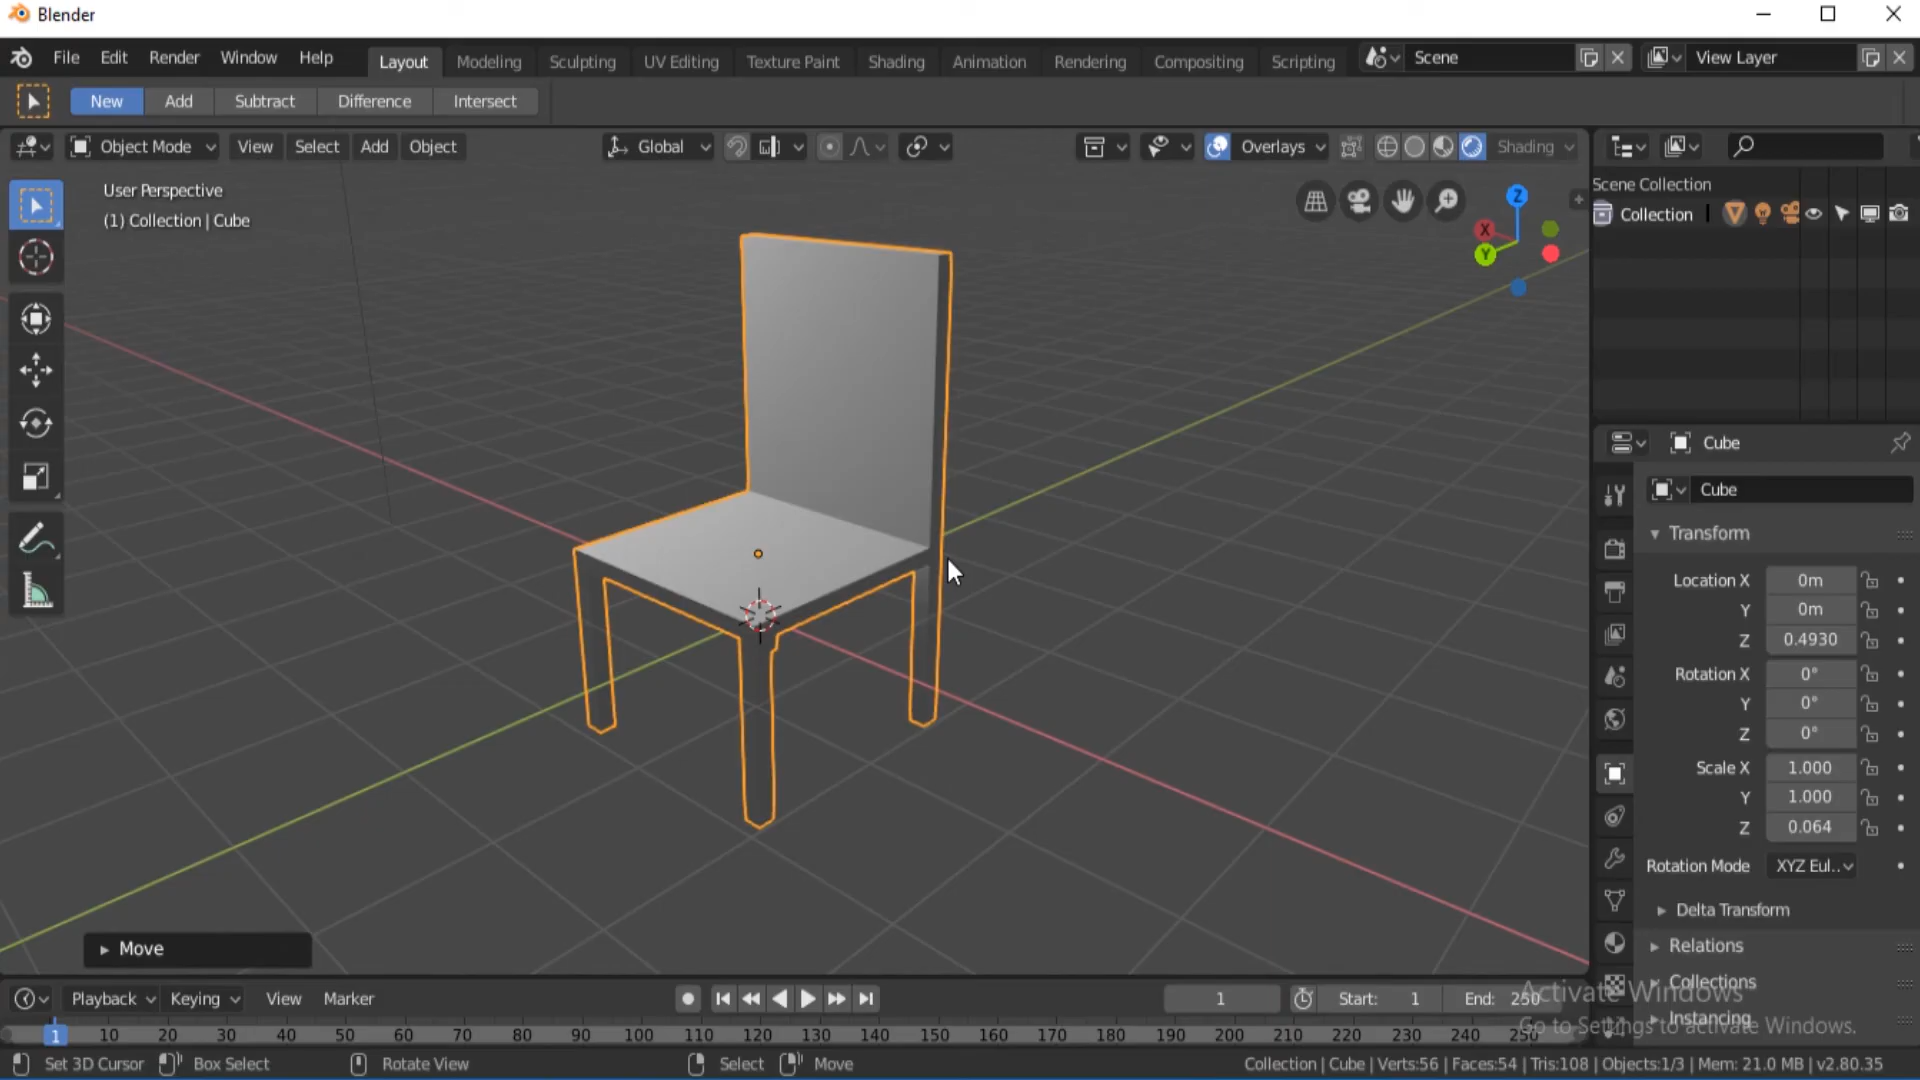 Blender
File Edit Render Window Help Layout Modeling Sculpting UV Editing Texture Paint Shading Animation Rendering Compositing Scripting Scene View Layer
New Add Subtract Difference Intersect
Object Mode View Select Add Object Global Overlays Shading
User Perspective
(1) Collection | Cube
Z
X
Y
Scene Collection
Collection
Cube
Cube
Transform
Location X 0m
Y 0m
Z 0.4930
Rotation X 0°
Y 0°
Z 0°
Scale X 1.000
Y 1.000
Z 0.064
Rotation Mode XYZ Eul..
Delta Transform
Relations
Collections
Instancing
Activate Windows
Go to Settings to activate Windows.
Move
Playback Keying View Marker 1 Start: 1 End: 250
1 10 20 30 40 50 60 70 80 90 100 110 120 130 140 150 160 170 180 190 200 210 220 230 240 250
Set 3D Cursor Box Select Rotate View Select Move Collection | Cube | Verts:56 | Faces:54 | Tris:108 | Objects:1/3 | Mem: 21.0 MB | v2.80.35